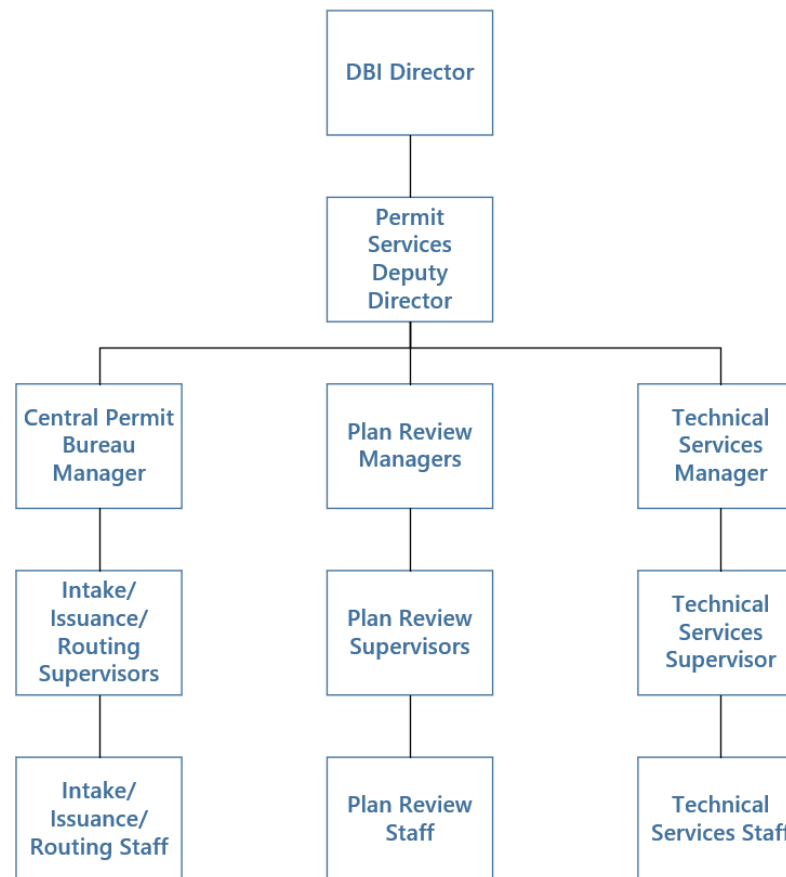 DBI Director
Permit
Services
Deputy
Director
Central Permit
Bureau
Manager
Plan Review
Managers
Technical
Services
Manager
Intake/
Issuance/
Routing
Supervisors
Plan Review
Supervisors
Technical
Services
Supervisor
Intake/
Issuance/
Routing Staff
Plan Review
Staff
Technical
Services Staff